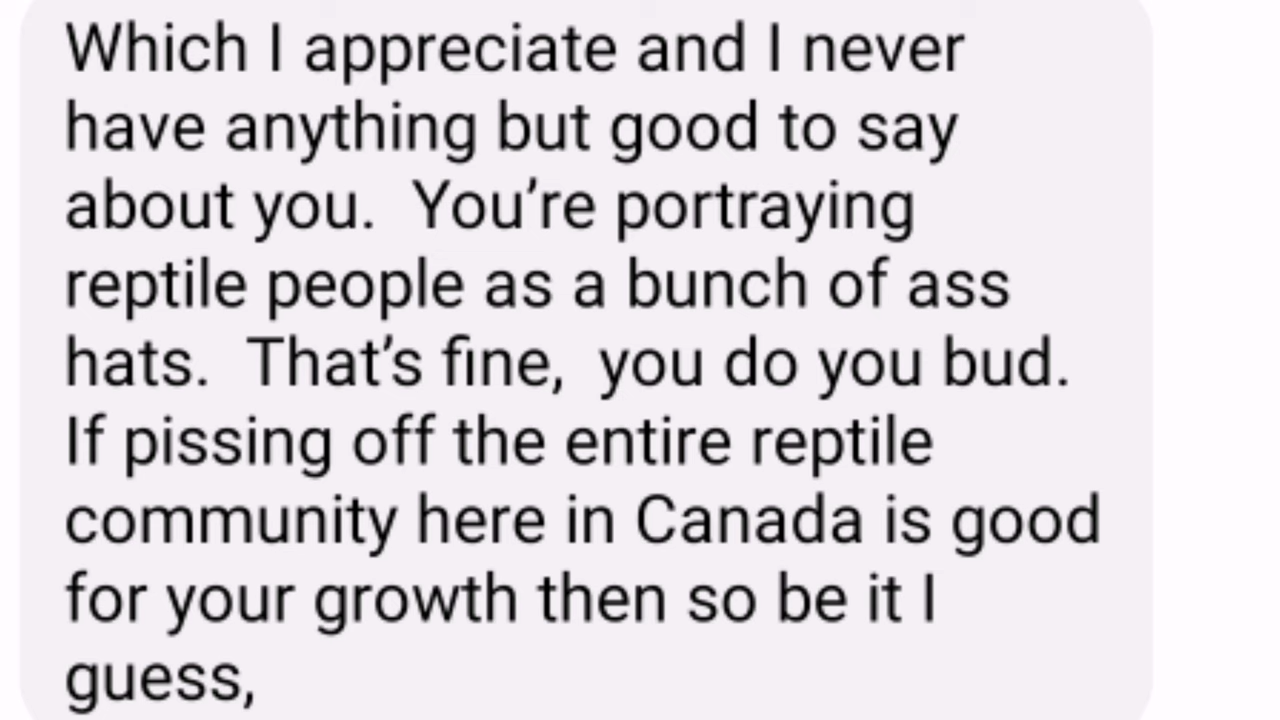 Which I appreciate and I never
have anything but good to say
about you.  You’re portraying
reptile people as a bunch of ass
hats.  That’s fine,  you do you bud.
If pissing off the entire reptile
community here in Canada is good
for your growth then so be it I
guess,